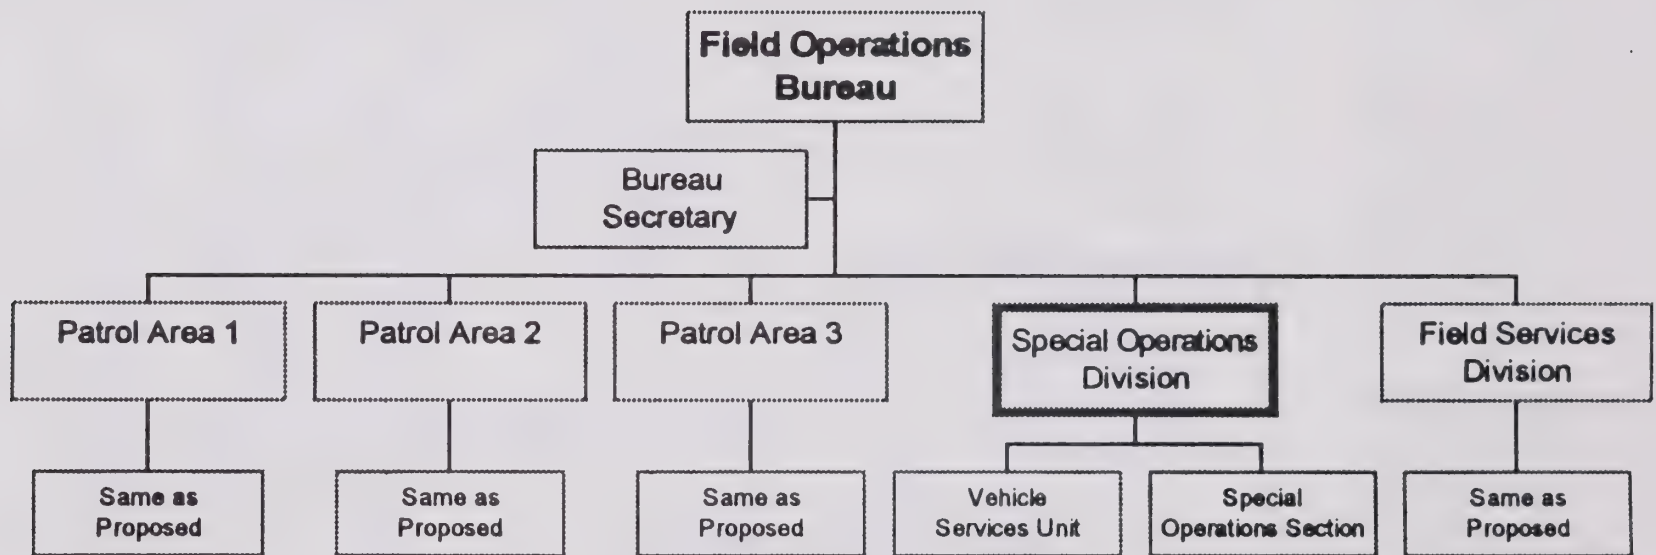 Field Operations
Bureau
Bureau
Secretary
Patrol Area 1
Patrol Area 2
Patrol Area 3
Special Operations
Division
Field Services
Division
Same as
Proposed
Same as
Proposed
Same as
Proposed
Vehicle
Services Unit
Special
Operations Section
Same as
Proposed